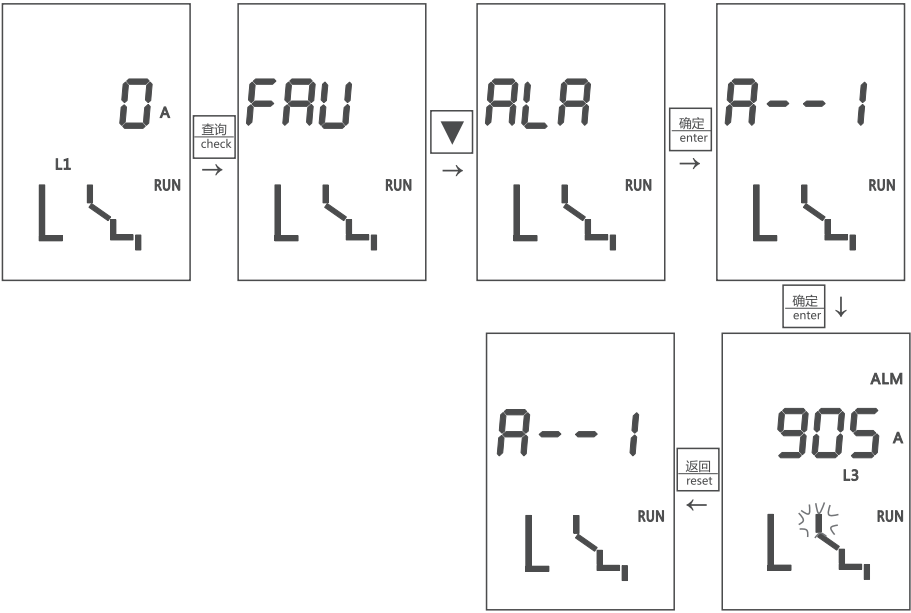 0 A
L1
RUN
查询
check
FAU
RUN
ALA
RUN
确定
enter
A--1
RUN
确定
enter
ALM
905 A
L3
RUN
返回
reset
A--1
RUN